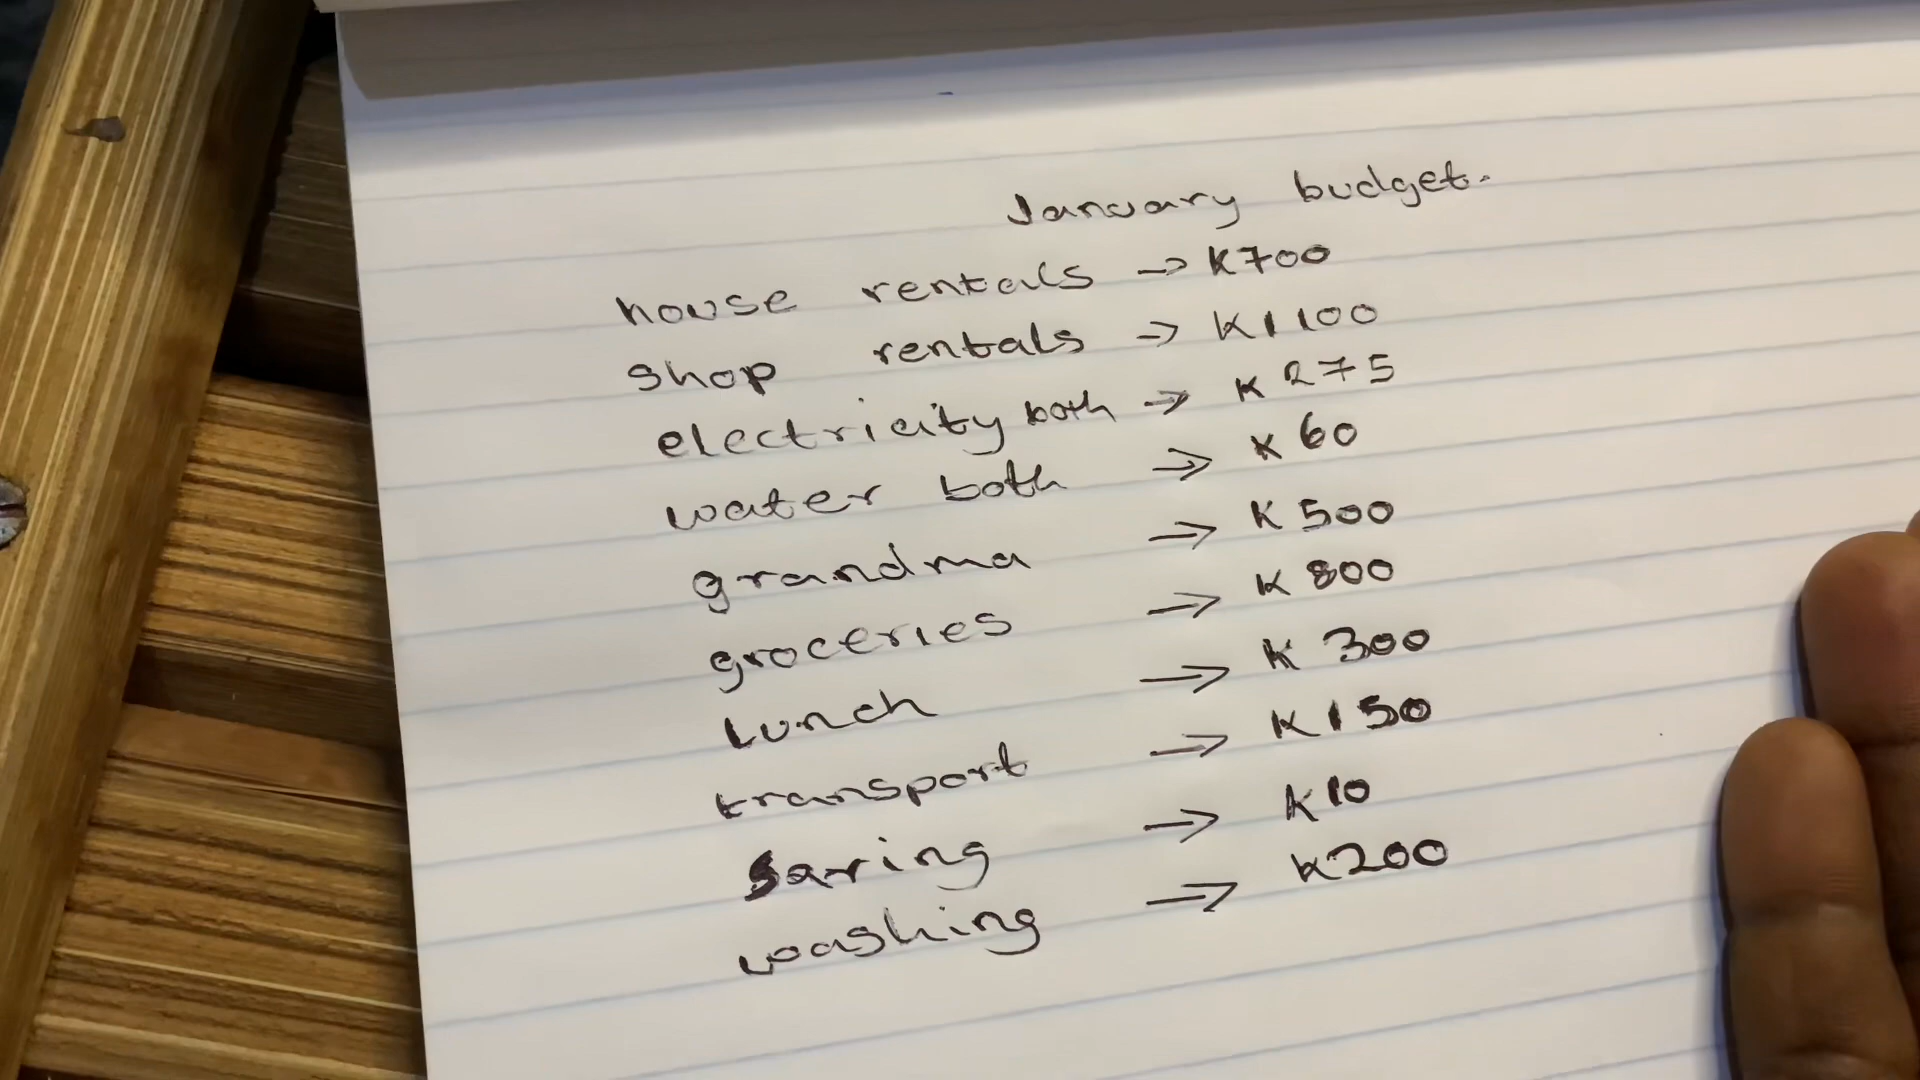 January budget.
house rentals → K700
shop rentals → K1100
electricity both → K275
water both → K60
grandma → K500
groceries → K800
Lunch → K300
transport → K150
saving → K10
washing → K200